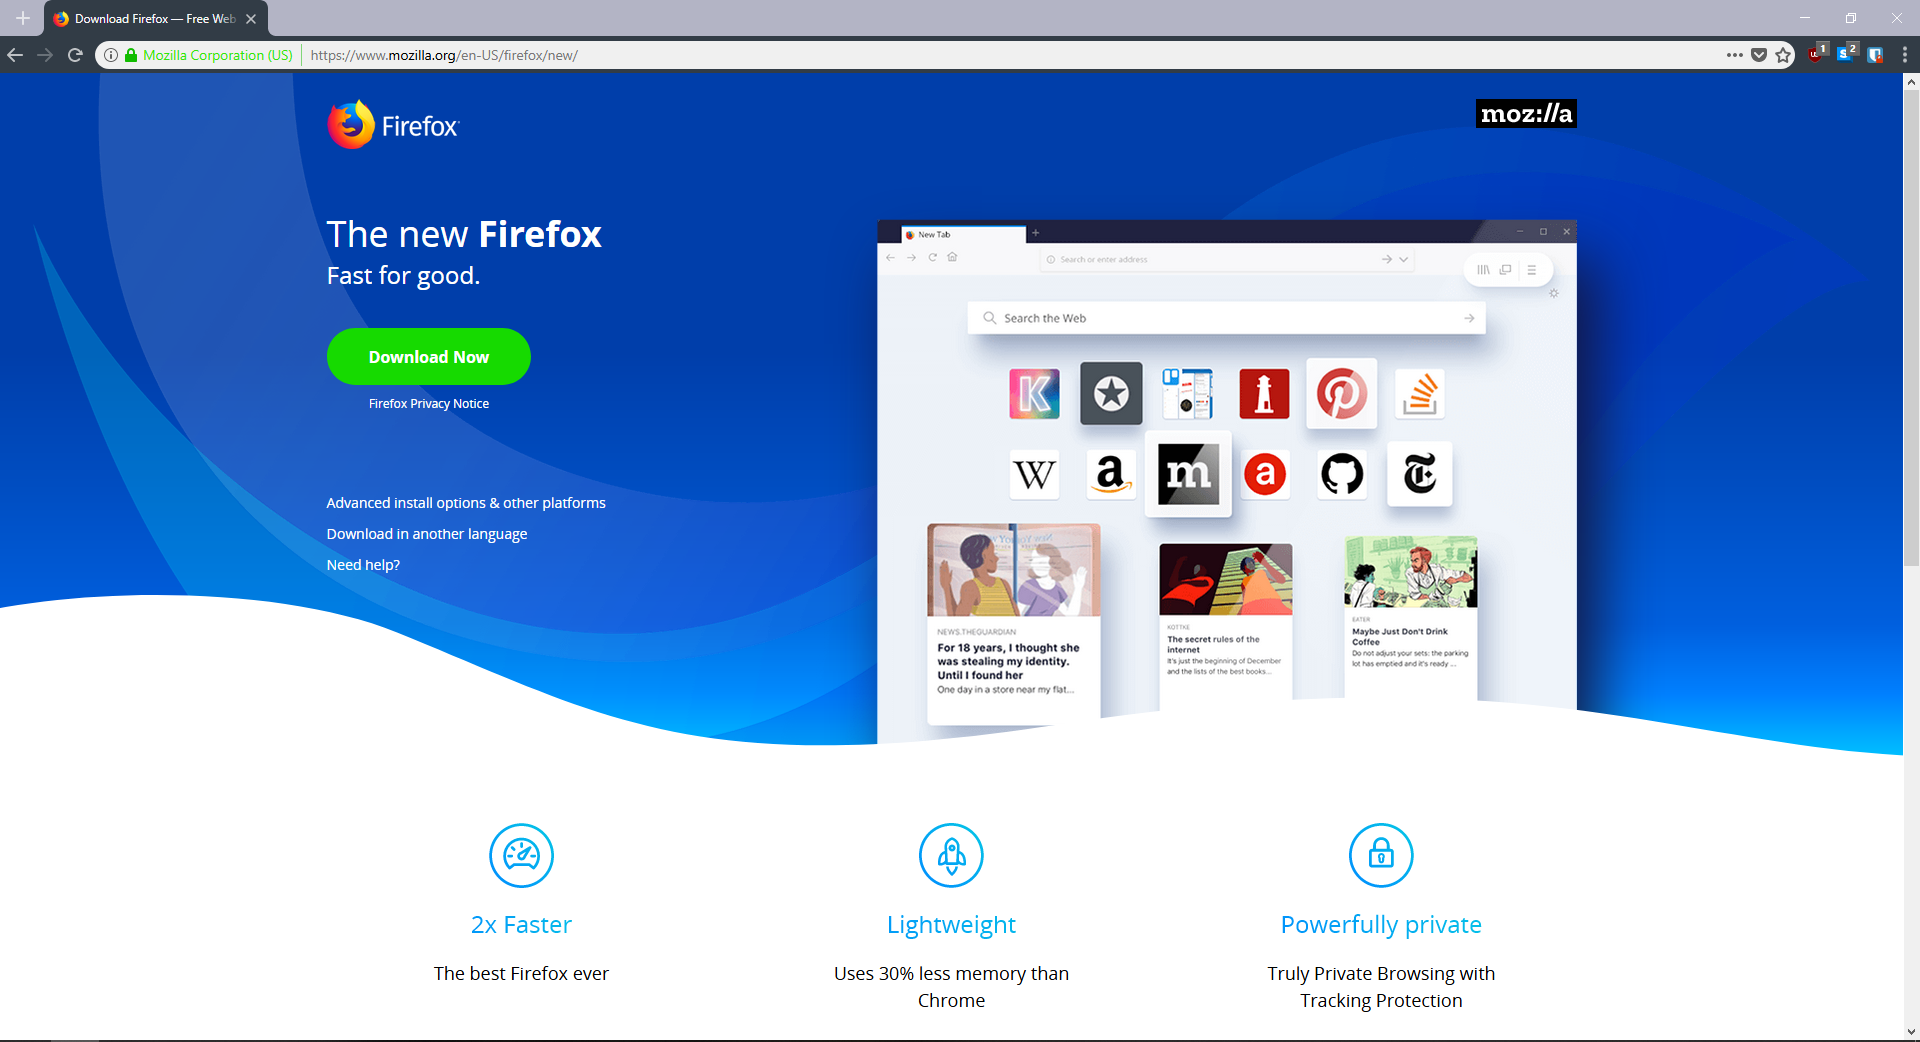 Download Firefox — Free Web
Mozilla Corporation (US)
https://www.mozilla.org/en-US/firefox/new/
1
2
Firefox
moz://a
The new Firefox
Fast for good.
Download Now
Firefox Privacy Notice
Advanced install options & other platforms
Download in another language
Need help?
New Tab
Search or enter address
Search the Web
K
W
a
m
a
NEWS.THEGUARDIAN
For 18 years, I thought she
was stealing my identity.
Until I found her
One day in a store near my flat...
KOTTKE
The secret rules of the
internet
It's just the beginning of December
and the lists of the best books...
EATER
Maybe Just Don't Drink
Coffee
Do not adjust your sets: the parking
lot has emptied and it's ready ...
2x Faster
The best Firefox ever
Lightweight
Uses 30% less memory than
Chrome
Powerfully private
Truly Private Browsing with
Tracking Protection